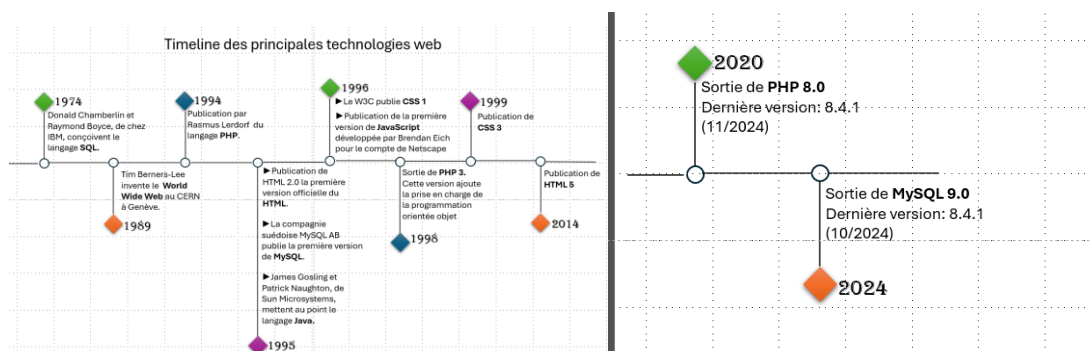 Timeline des principales technologies web
1974
Donald Chamberlin et
Raymond Boyce, de chez
IBM, conçoivent le
langage SQL.
Tim Berners-Lee
invente le World
Wide Web au CERN
à Genève.
1989
1994
Publication par
Rasmus Lerdorf du
langage PHP.
►Publication de
HTML 2.0 la première
version officielle du
HTML.
►La compagnie
suédoise MySQL AB
publie la première version
de MySQL.
►James Gosling et
Patrick Naughton, de
Sun Microsystems,
mettent au point le
langage Java.
1995
1996
►Le W3C publie CSS 1
►Publication de la première
version de JavaScript
développée par Brendan Eich
pour le compte de Netscape
Sortie de PHP 3.
Cette version ajoute
la prise en charge de
la programmation
orientée objet
1998
1999
Publication de
CSS 3
Publication de
HTML 5
2014
2020
Sortie de PHP 8.0
Dernière version: 8.4.1
(11/2024)
Sortie de MySQL 9.0
Dernière version: 8.4.1
(10/2024)
2024